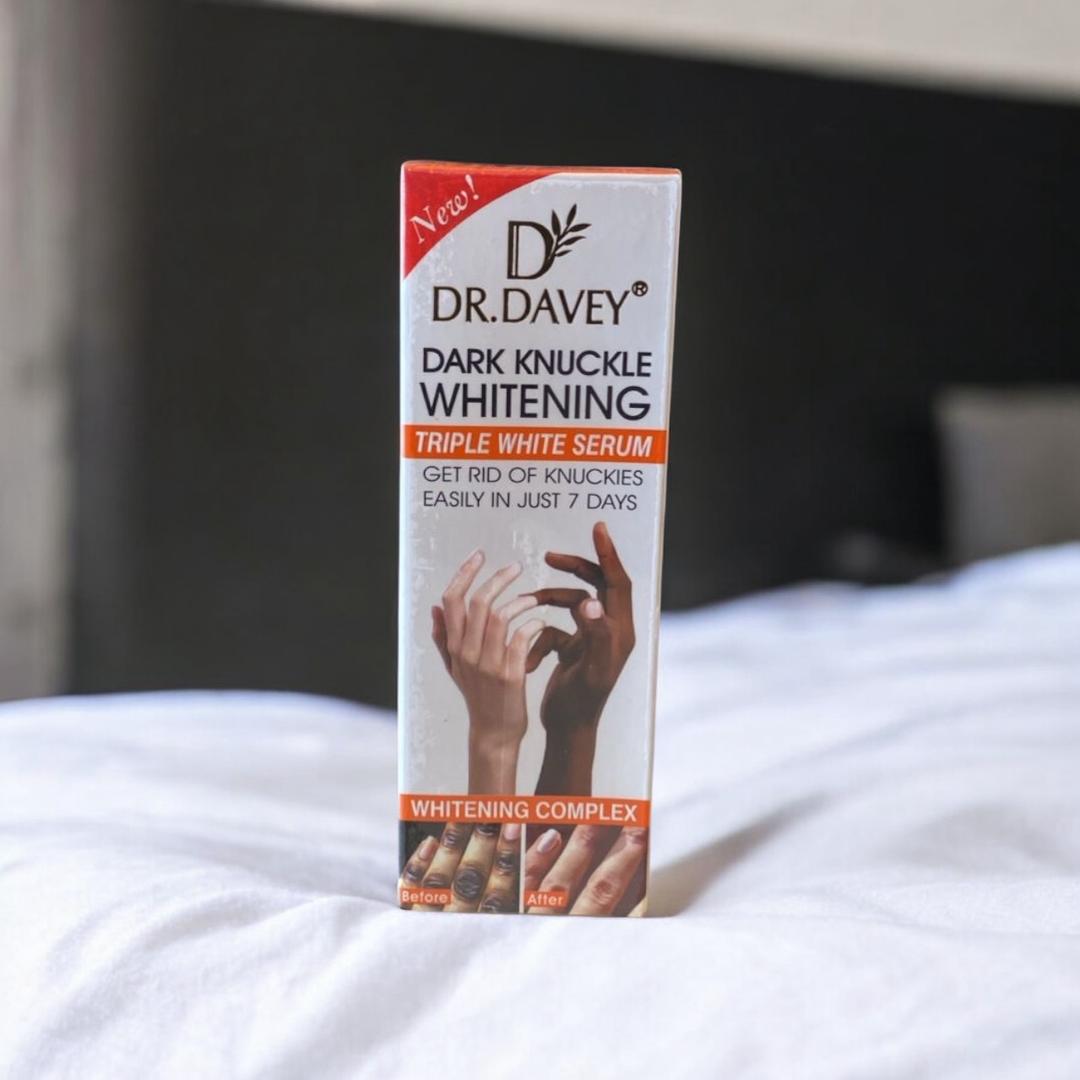 New!
D
DR.DAVEY®
DARK KNUCKLE
WHITENING
TRIPLE WHITE SERUM
GET RID OF KNUCKIES
EASILY IN JUST 7 DAYS
WHITENING COMPLEX
Before
After